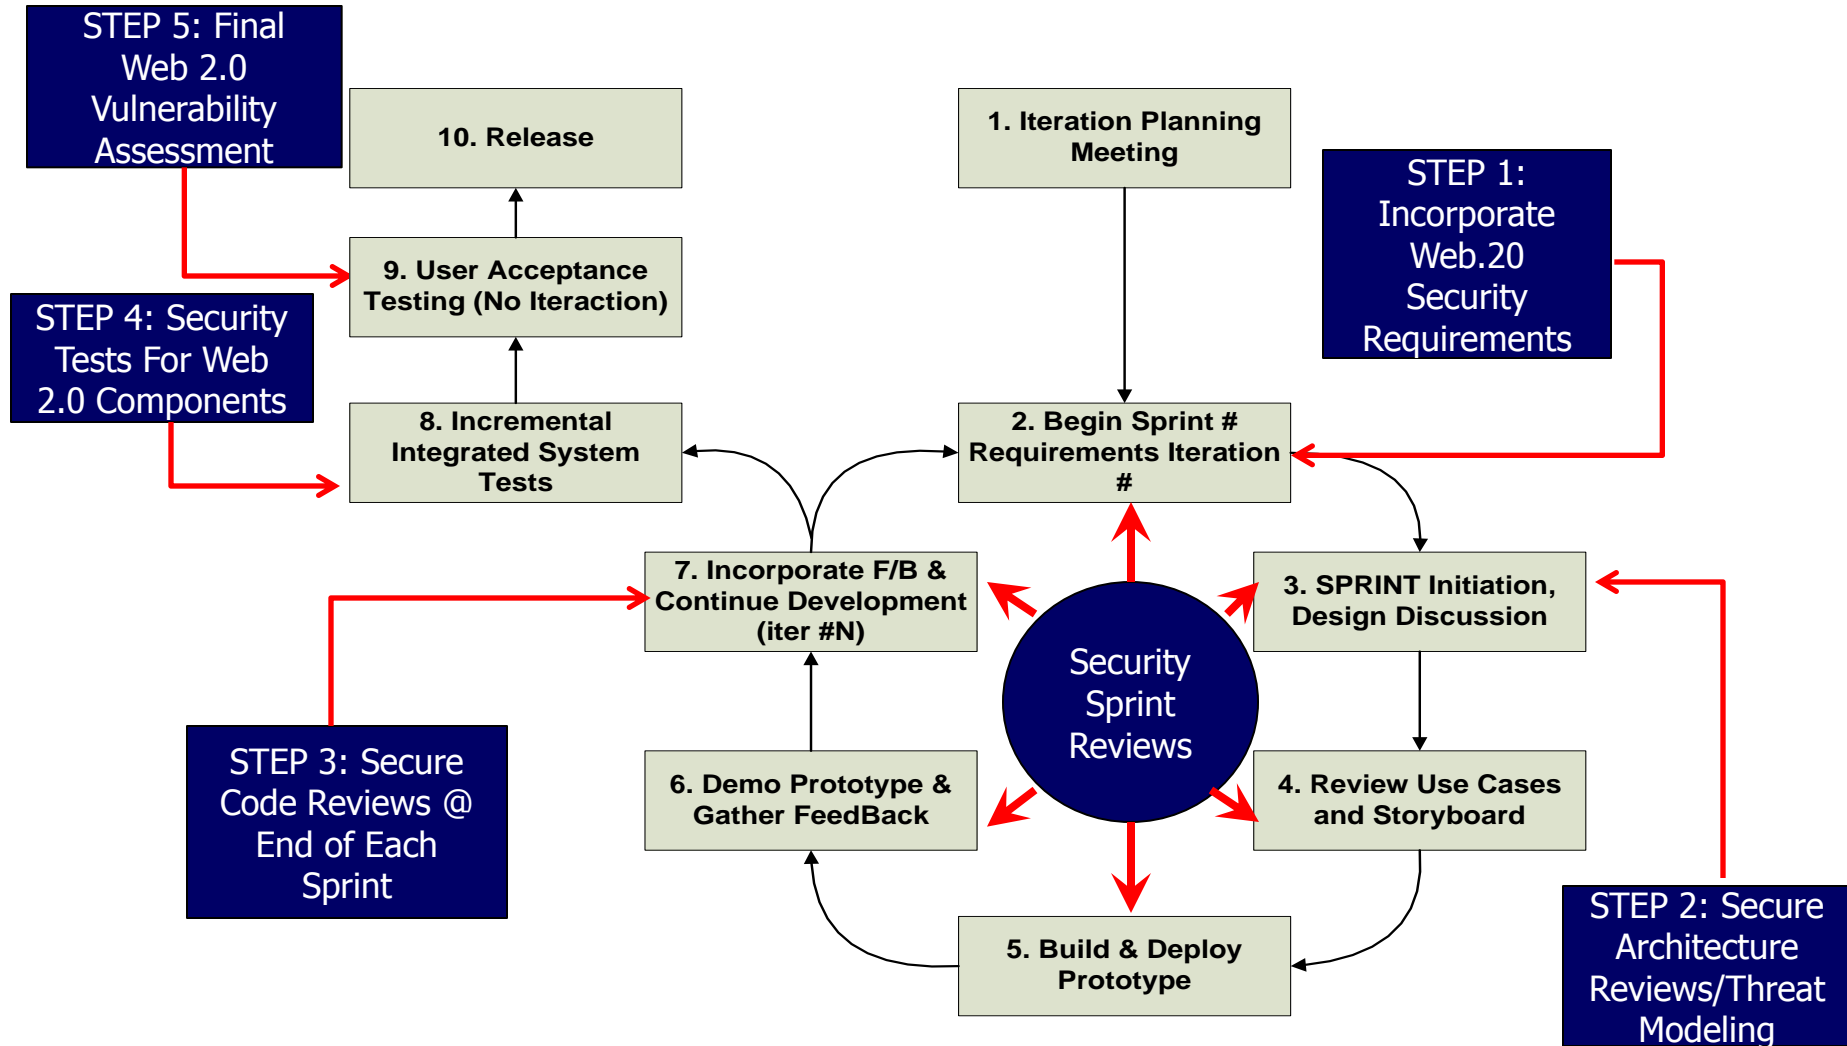 STEP 5: Final
Web 2.0
Vulnerability
Assessment
10. Release
1. Iteration Planning
Meeting
STEP 1:
Incorporate
Web.20
Security
Requirements
9. User Acceptance
Testing (No Iteraction)
STEP 4: Security
Tests For Web
2.0 Components
8. Incremental
Integrated System
Tests
2. Begin Sprint #
Requirements Iteration
#
7. Incorporate F/B &
Continue Development
(iter #N)
3. SPRINT Initiation,
Design Discussion
Security
Sprint
Reviews
STEP 3: Secure
Code Reviews @
End of Each
Sprint
6. Demo Prototype &
Gather FeedBack
4. Review Use Cases
and Storyboard
5. Build & Deploy
Prototype
STEP 2: Secure
Architecture
Reviews/Threat
Modeling